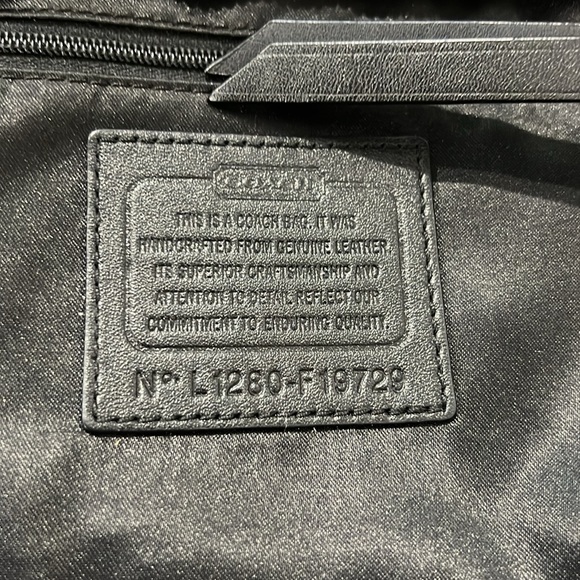 COACH
THIS IS A COACH BAG. IT WAS
HANDCRAFTED FROM GENUINE LEATHER.
ITS SUPERIOR CRAFTSMANSHIP AND
ATTENTION TO DETAIL REFLECT OUR
COMMITMENT TO ENDURING QUALITY.
No. L1280-F19729